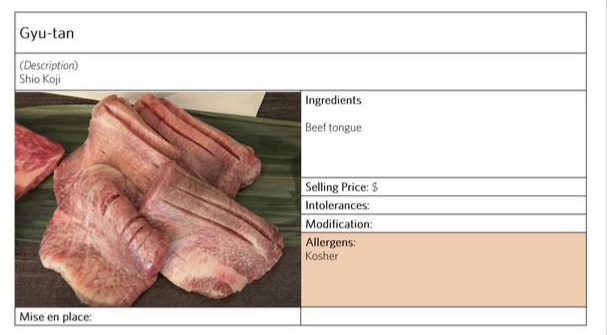 Gyu-tan
(Description)
Shio Koji
Ingredients
Beef tongue
Selling Price: $
Intolerances:
Modification:
Allergens:
Kosher
Mise en place: